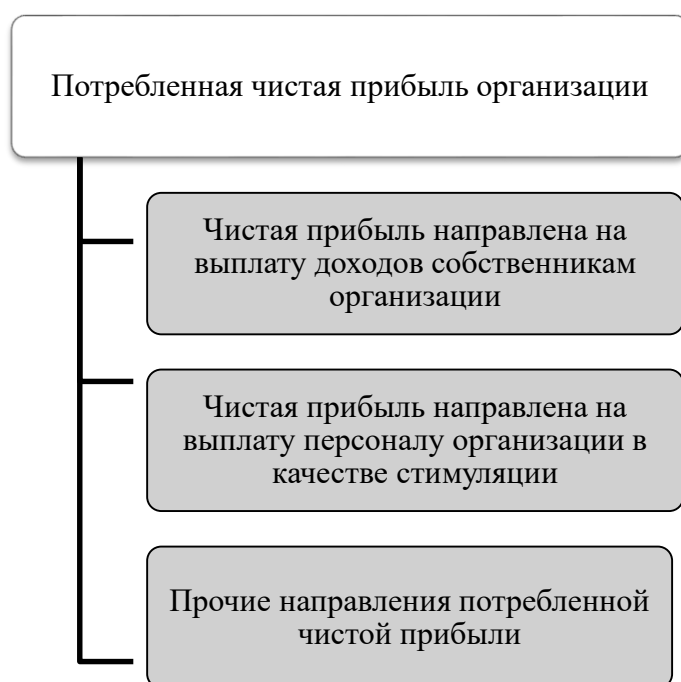 Потребленная чистая прибыль организации
Чистая прибыль направлена на
выплату доходов собственникам
организации
Чистая прибыль направлена на
выплату персоналу организации в
качестве стимуляции
Прочие направления потребленной
чистой прибыли